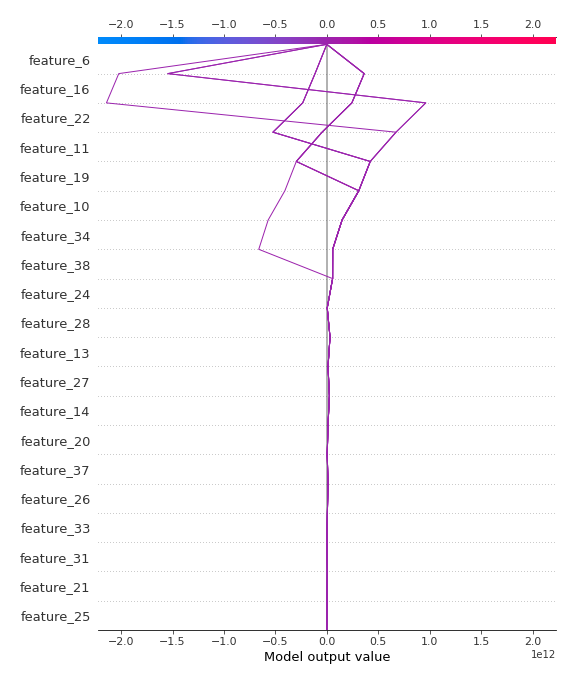 −2.0 −1.5 −1.0 −0.5 0.0 0.5 1.0 1.5 2.0
feature_6
feature_16
feature_22
feature_11
feature_19
feature_10
feature_34
feature_38
feature_24
feature_28
feature_13
feature_27
feature_14
feature_20
feature_37
feature_26
feature_33
feature_31
feature_21
feature_25
−2.0 −1.5 −1.0 −0.5 0.0 0.5 1.0 1.5 2.0
1e12
Model output value